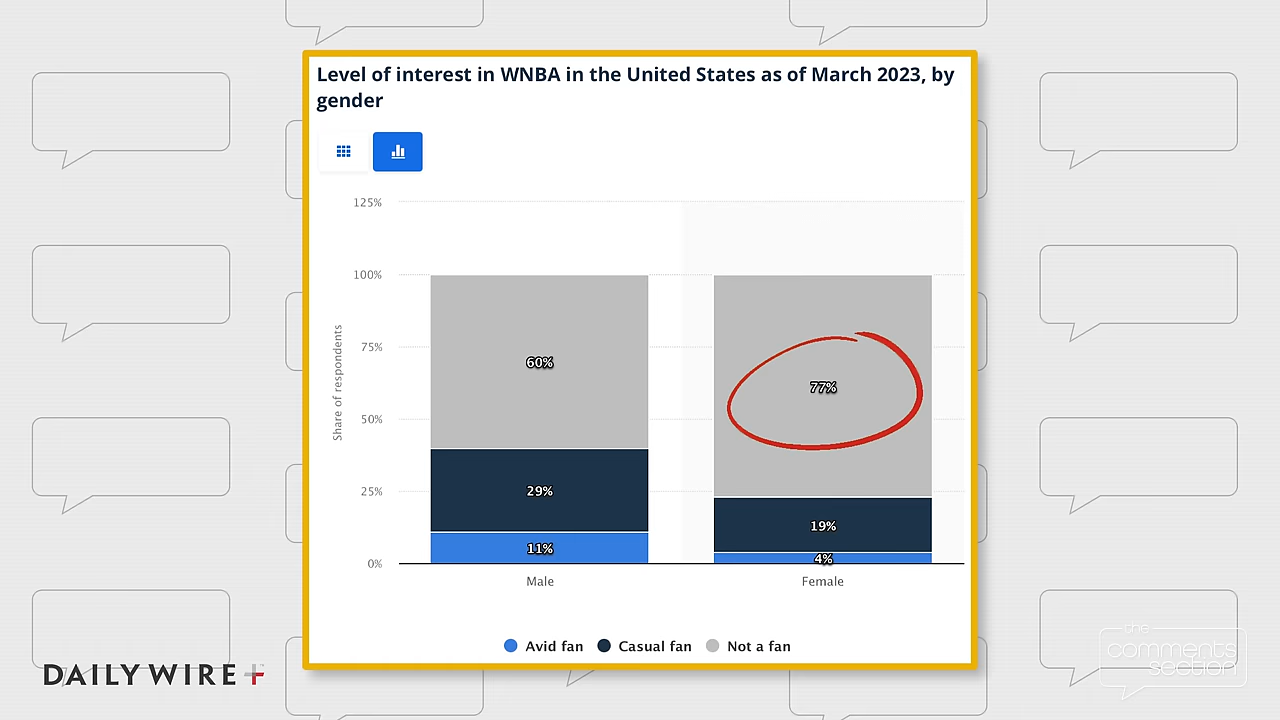 Level of interest in WNBA in the United States as of March 2023, by
gender
125%
100%
75%
50%
25%
0%
Share of respondents
60%
29%
11%
77%
19%
4%
Male
Female
Avid fan
Casual fan
Not a fan
DAILY WIRE+
the
comments
section